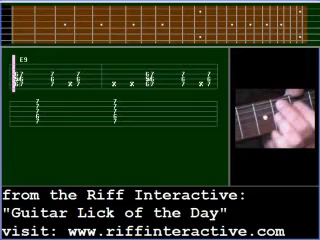 E9
from the Riff Interactive:
"Guitar Lick of the Day"
visit: www.riffinteractive.com